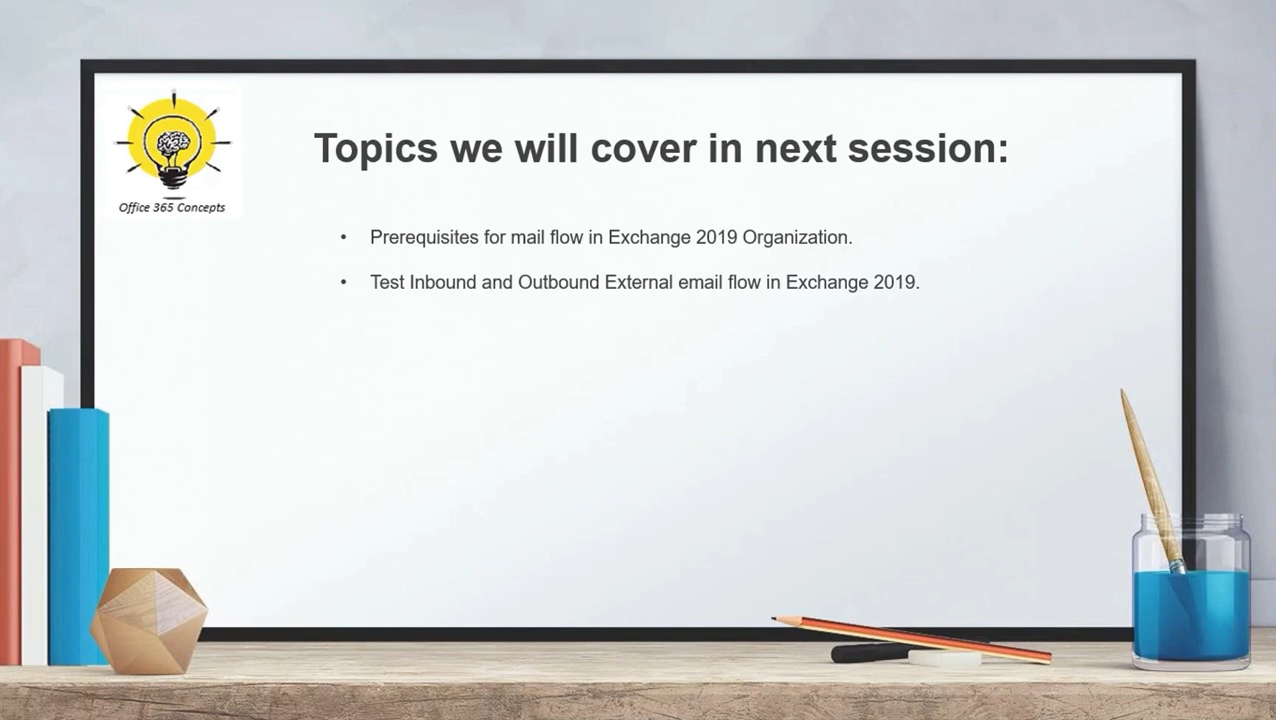 Office 365 Concepts
Topics we will cover in next session:
• Prerequisites for mail flow in Exchange 2019 Organization.
• Test Inbound and Outbound External email flow in Exchange 2019.